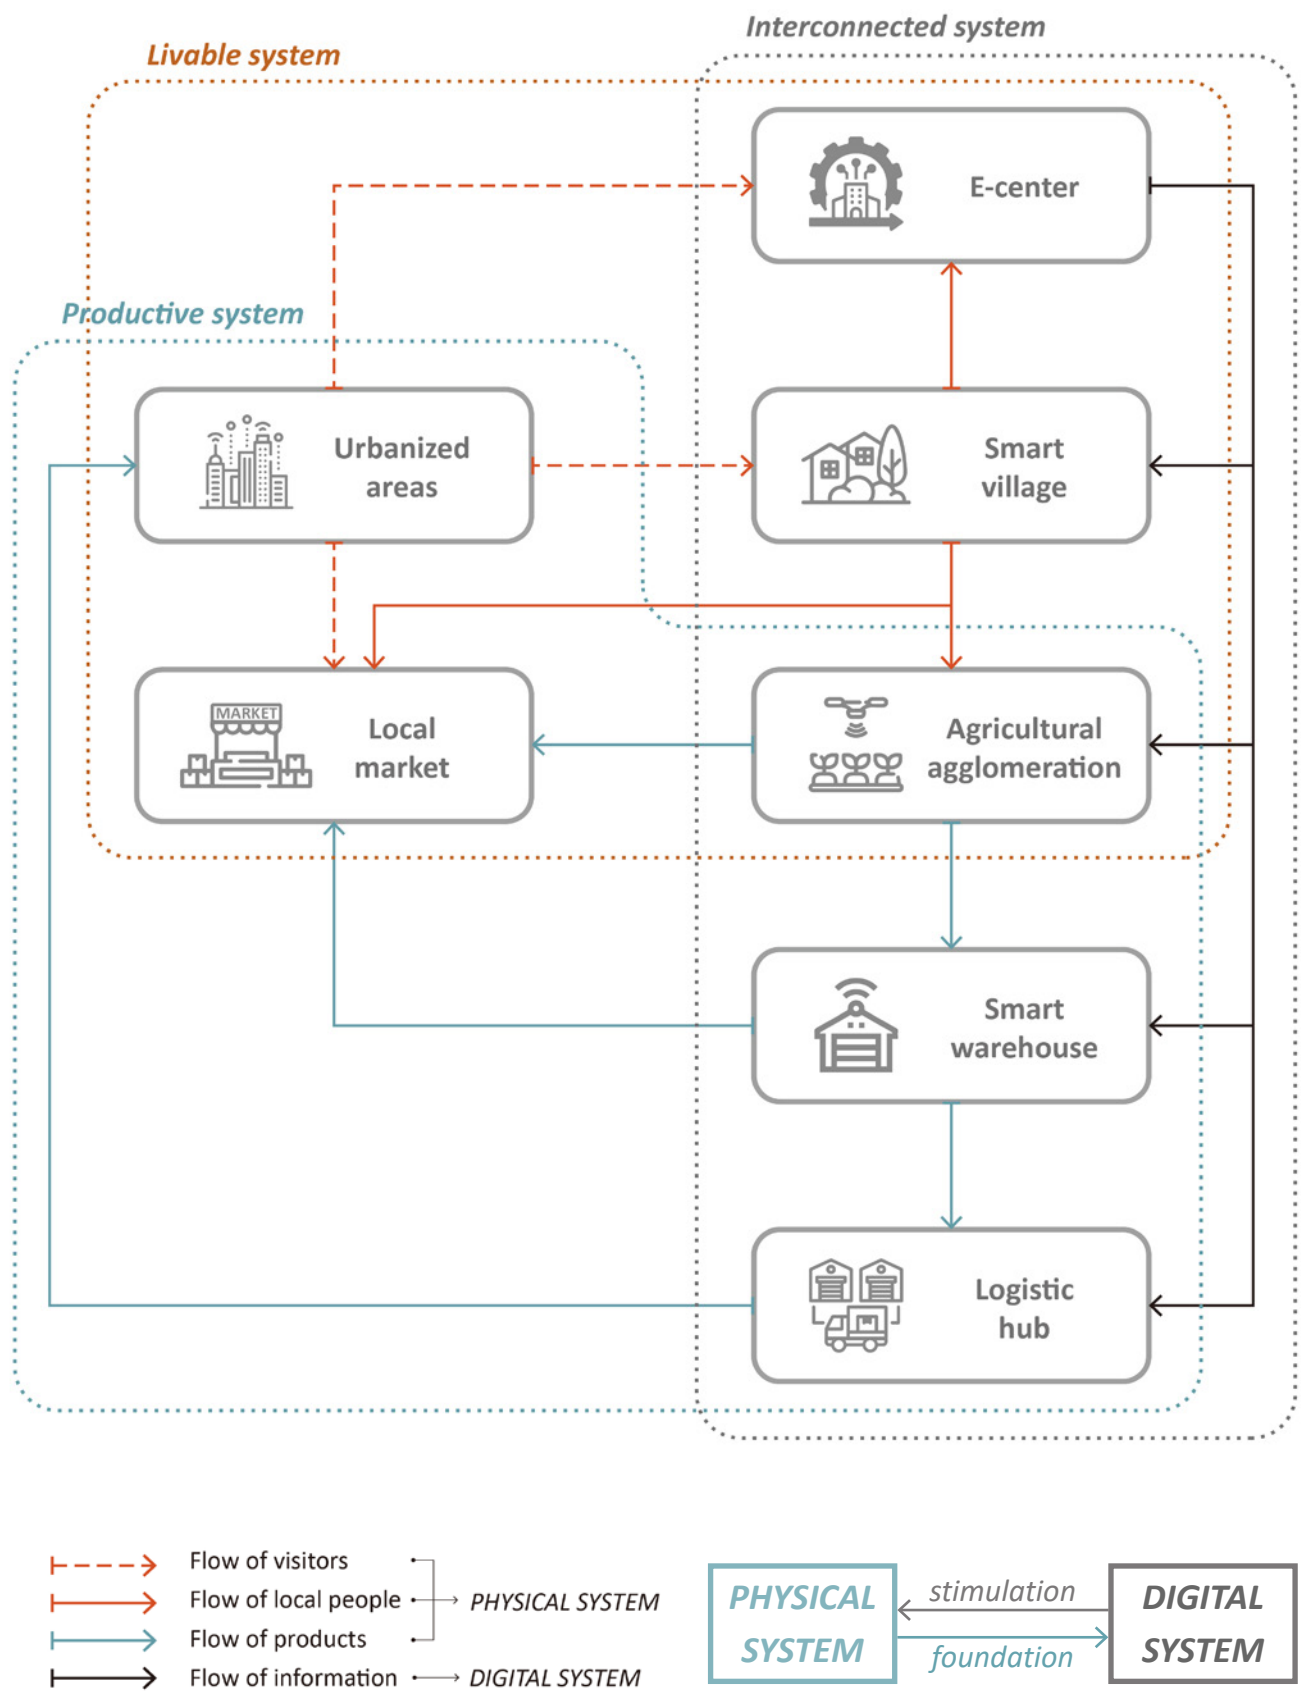 Interconnected system
Livable system
E-center
Productive system
Urbanized
areas
Smart
village
MARKET
Local
market
Agricultural
agglomeration
Smart
warehouse
Logistic
hub
Flow of visitors
Flow of local people
PHYSICAL SYSTEM
Flow of products
Flow of information
DIGITAL SYSTEM
PHYSICAL
SYSTEM
stimulation
foundation
DIGITAL
SYSTEM